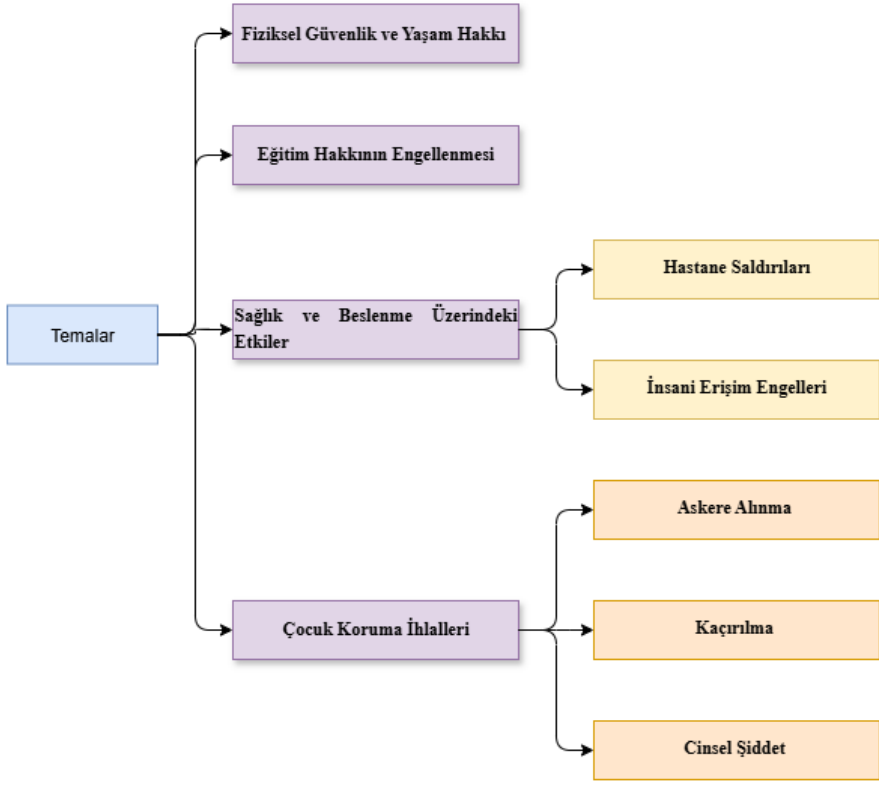 Fiziksel Güvenlik ve Yaşam Hakkı
Eğitim Hakkının Engellenmesi
Hastane Saldırıları
Temalar
Sağlık ve Beslenme Üzerindeki
Etkiler
İnsani Erişim Engelleri
Askere Alınma
Çocuk Koruma İhlalleri
Kaçırılma
Cinsel Şiddet